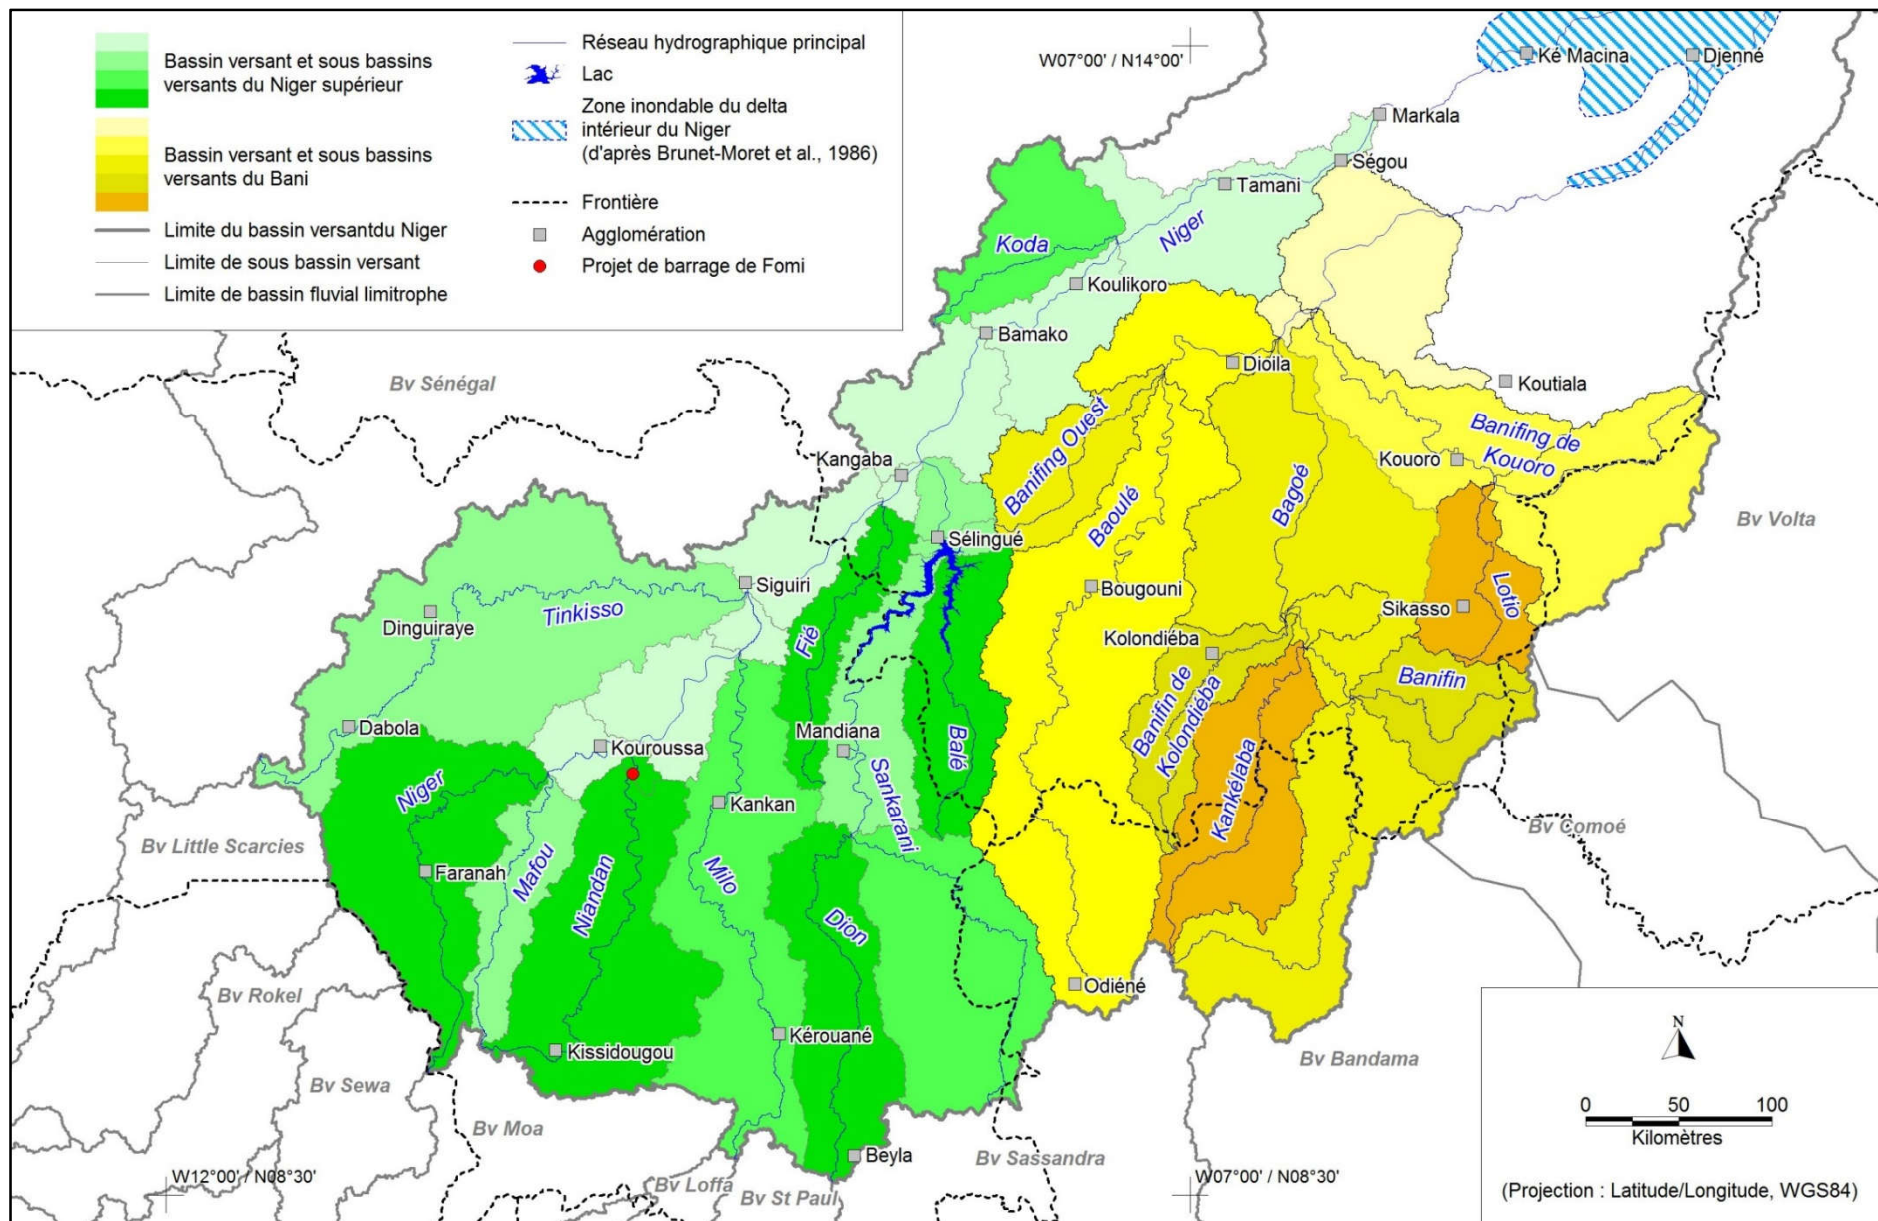 Bassin versant et sous bassins
versants du Niger supérieur
Bassin versant et sous bassins
versants du Bani
Limite du bassin versantdu Niger
Limite de sous bassin versant
Limite de bassin fluvial limitrophe
Réseau hydrographique principal
Lac
Zone inondable du delta
intérieur du Niger
(d'après Brunet-Moret et al., 1986)
Frontière
Agglomération
Projet de barrage de Fomi
W07°00' / N14°00'
Ké Macina
Djenné
Markala
Ségou
Tamani
Niger
Koda
Koulikoro
Bamako
Dioila
Koutiala
Bv Sénégal
Banifing Ouest
Banifing de
Kouoro
Kouoro
Kangaba
Baoulé
Bagoé
Bv Volta
Sélingué
Siguiri
Bougouni
Lotio
Sikasso
Tinkisso
Dinguiraye
Fié
Kolondiéba
Banifin de
Kolondiéba
Banifin
Dabola
Kouroussa
Mandiana
Balé
Sankarani
Niger
Kankan
Kankélaba
Bv Comoé
Bv Little Scarcies
Faranah
Mafou
Niandan
Milo
Dion
Odiéné
Bv Rokel
Kissidougou
Kérouané
Bv Sewa
Bv Bandama
Bv Moa
Beyla
Bv Sassandra
Bv Loffa
Bv St Paul
W12°00' / N08°30'
W07°00' / N08°30'
N
0 50 100
Kilomètres
(Projection : Latitude/Longitude, WGS84)